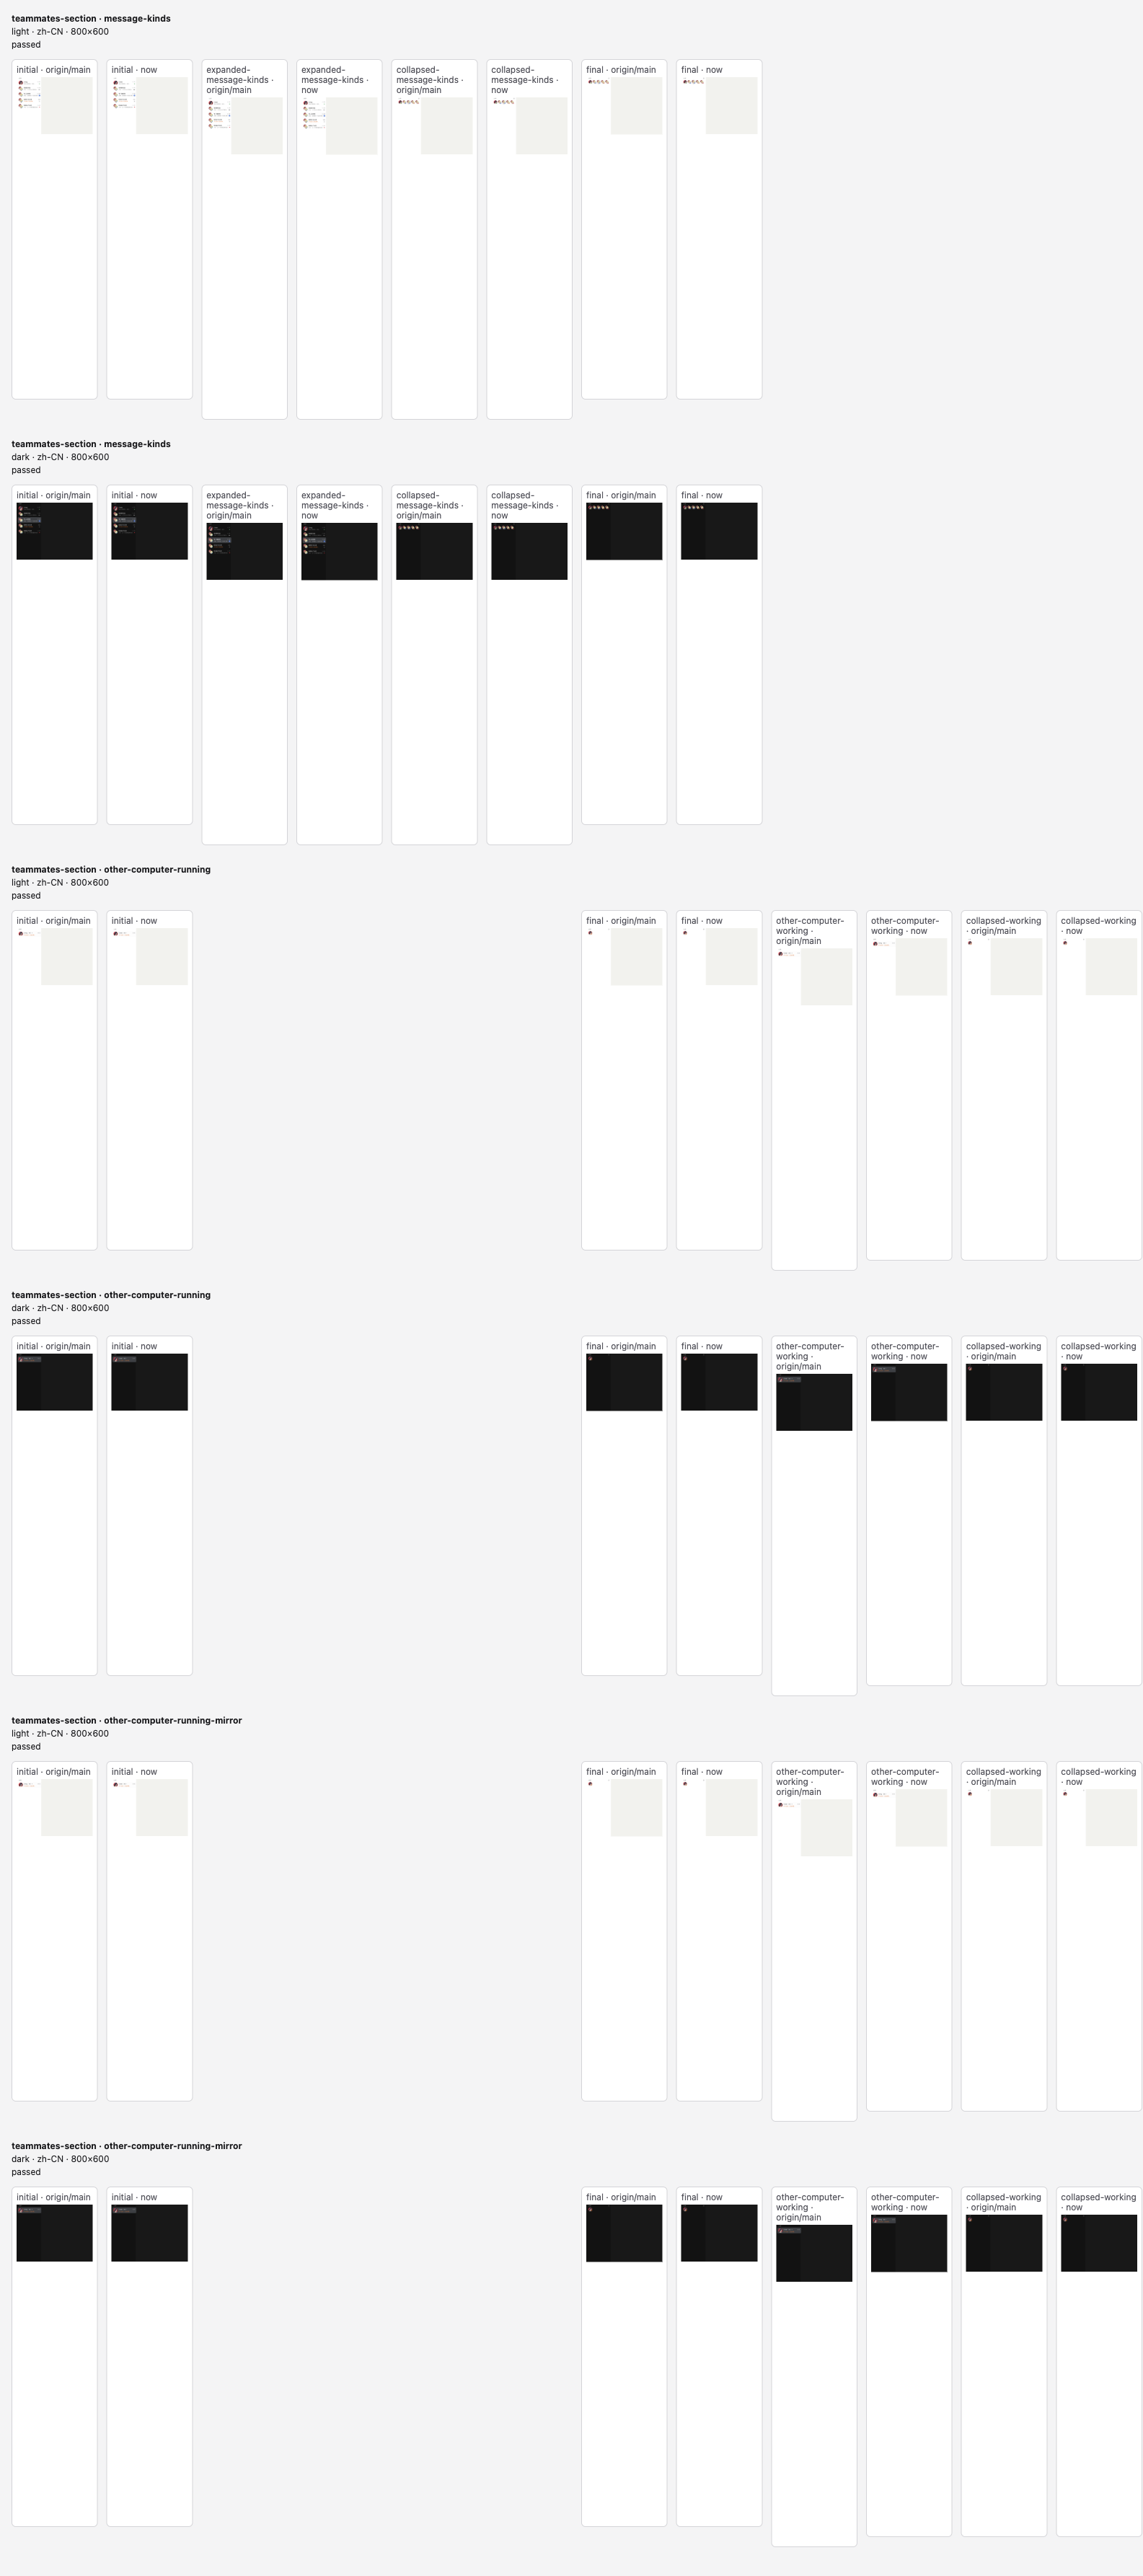 teammates-section · message-kinds
light · zh-CN · 800×600
passed
initial · origin/main
initial · now
expanded-
message-kinds ·
origin/main
expanded-
message-kinds ·
now
collapsed-
message-kinds ·
origin/main
collapsed-
message-kinds ·
now
final · origin/main
final · now
teammates-section · message-kinds
dark · zh-CN · 800×600
passed
initial · origin/main
initial · now
expanded-
message-kinds ·
origin/main
expanded-
message-kinds ·
now
collapsed-
message-kinds ·
origin/main
collapsed-
message-kinds ·
now
final · origin/main
final · now
teammates-section · other-computer-running
light · zh-CN · 800×600
passed
initial · origin/main
initial · now
final · origin/main
final · now
other-computer-
working ·
origin/main
other-computer-
working · now
collapsed-working
· origin/main
collapsed-working
· now
teammates-section · other-computer-running
dark · zh-CN · 800×600
passed
initial · origin/main
initial · now
final · origin/main
final · now
other-computer-
working ·
origin/main
other-computer-
working · now
collapsed-working
· origin/main
collapsed-working
· now
teammates-section · other-computer-running-mirror
light · zh-CN · 800×600
passed
initial · origin/main
initial · now
final · origin/main
final · now
other-computer-
working ·
origin/main
other-computer-
working · now
collapsed-working
· origin/main
collapsed-working
· now
teammates-section · other-computer-running-mirror
dark · zh-CN · 800×600
passed
initial · origin/main
initial · now
final · origin/main
final · now
other-computer-
working ·
origin/main
other-computer-
working · now
collapsed-working
· origin/main
collapsed-working
· now